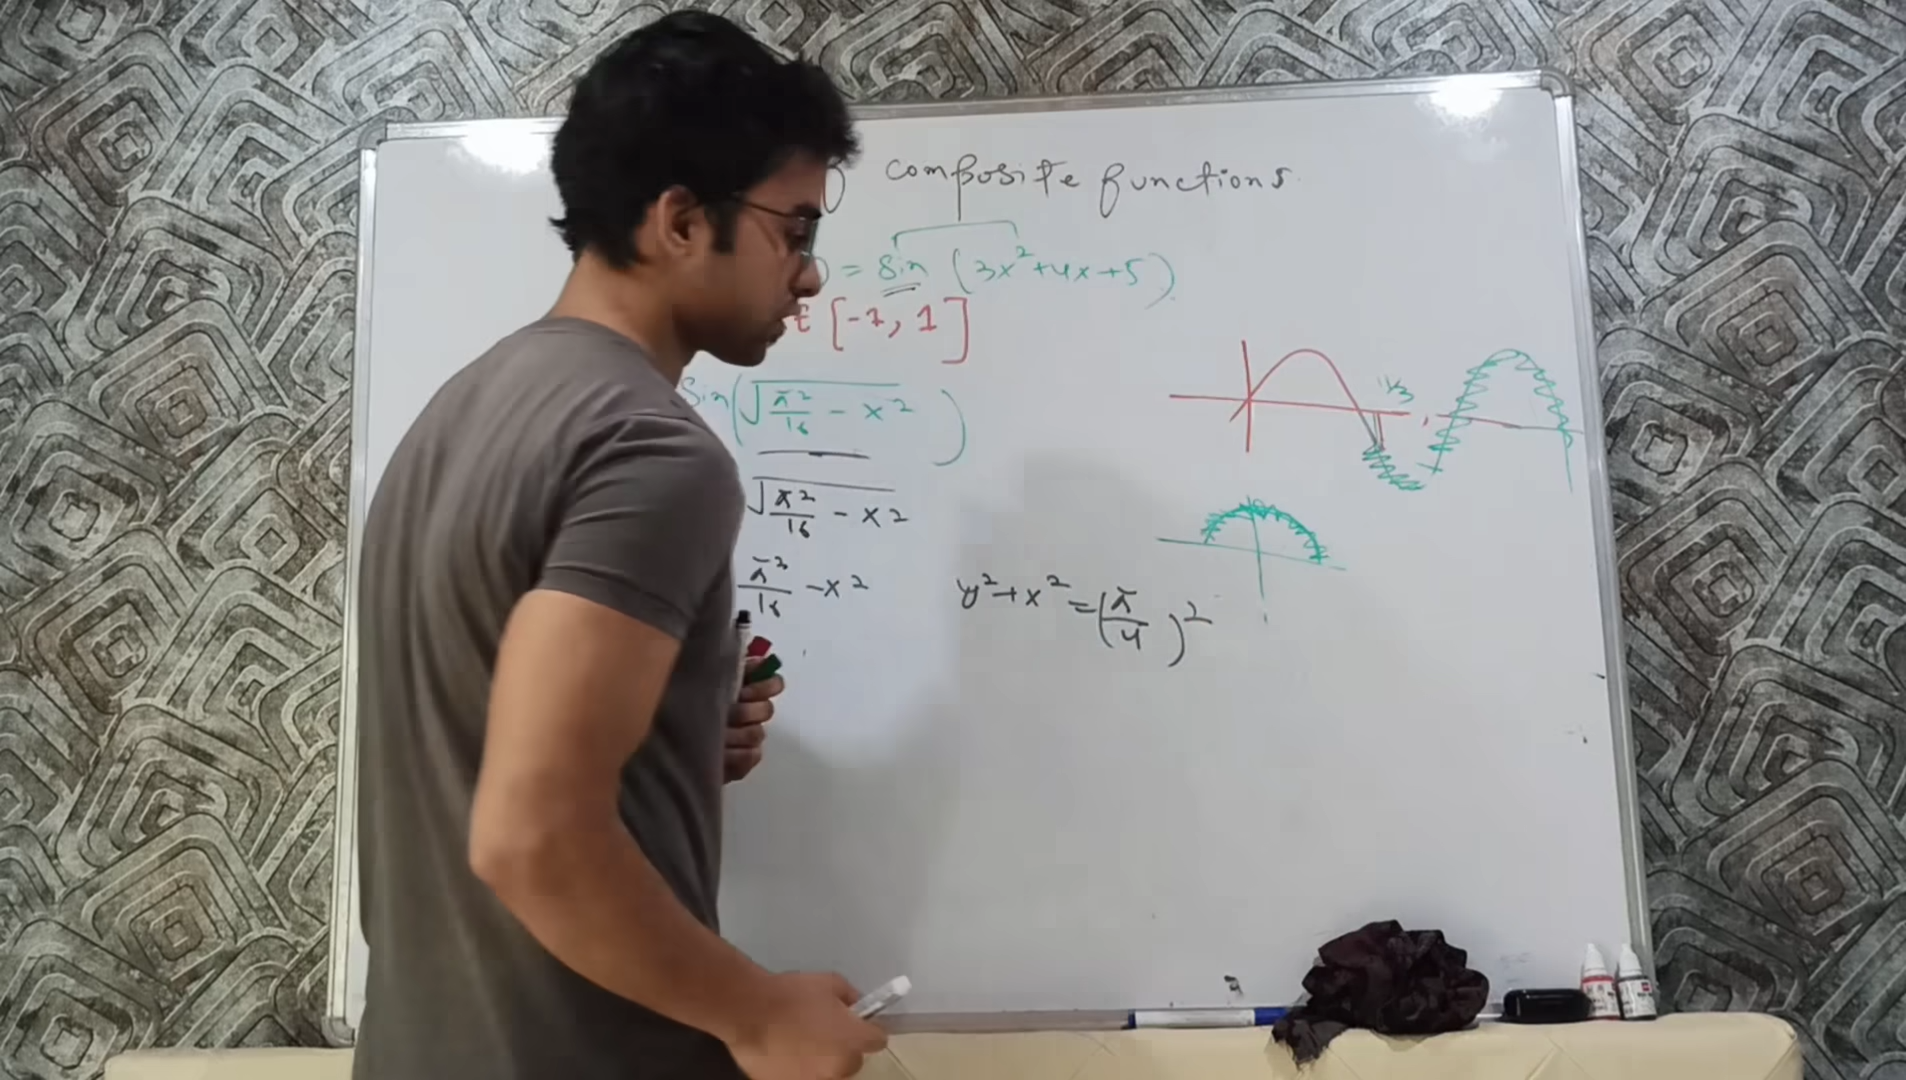 composite functions.
= Sin (3x²+4x+5)
[-1, 1]
Sin(√(π²/16 - x²))
√(π²/16 - x²)
π²/16 - x²
y²+x² = (π/4)²